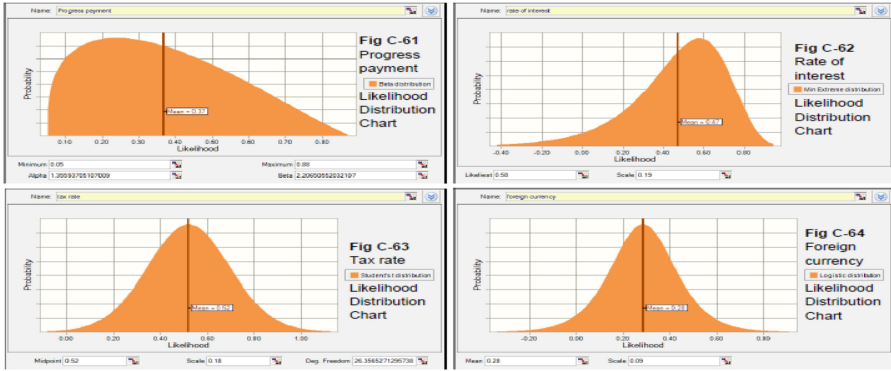 Name: Progress payment
Probability
Mean = 0.37
0.10 0.20 0.30 0.40 0.50 0.60 0.70 0.80
Likelihood
Fig C-61
Progress
payment
Beta distribution
Likelihood
Distribution
Chart
Minimum 0.05
Maximum 0.88
Alpha
Beta
Name: rate of interest
Probability
Mean = 0.47
-0.40 -0.20 0.00 0.20 0.40 0.60 0.80
Likelihood
Fig C-62
Rate of
interest
Min Extreme distribution
Likelihood
Distribution
Chart
Likeliest 0.58
Scale 0.19
Name: tax rate
Probability
Mean = 0.52
0.00 0.20 0.40 0.60 0.80 1.00
Likelihood
Fig C-63
Tax rate
Student's t distribution
Likelihood
Distribution
Chart
Midpoint 0.52
Scale 0.18
Deg. Freedom 26.3565271295738
Name: foreign currency
Probability
Mean = 0.28
-0.20 0.00 0.20 0.40 0.60 0.80
Likelihood
Fig C-64
Foreign
currency
Logistic distribution
Likelihood
Distribution
Chart
Mean 0.28
Scale 0.09